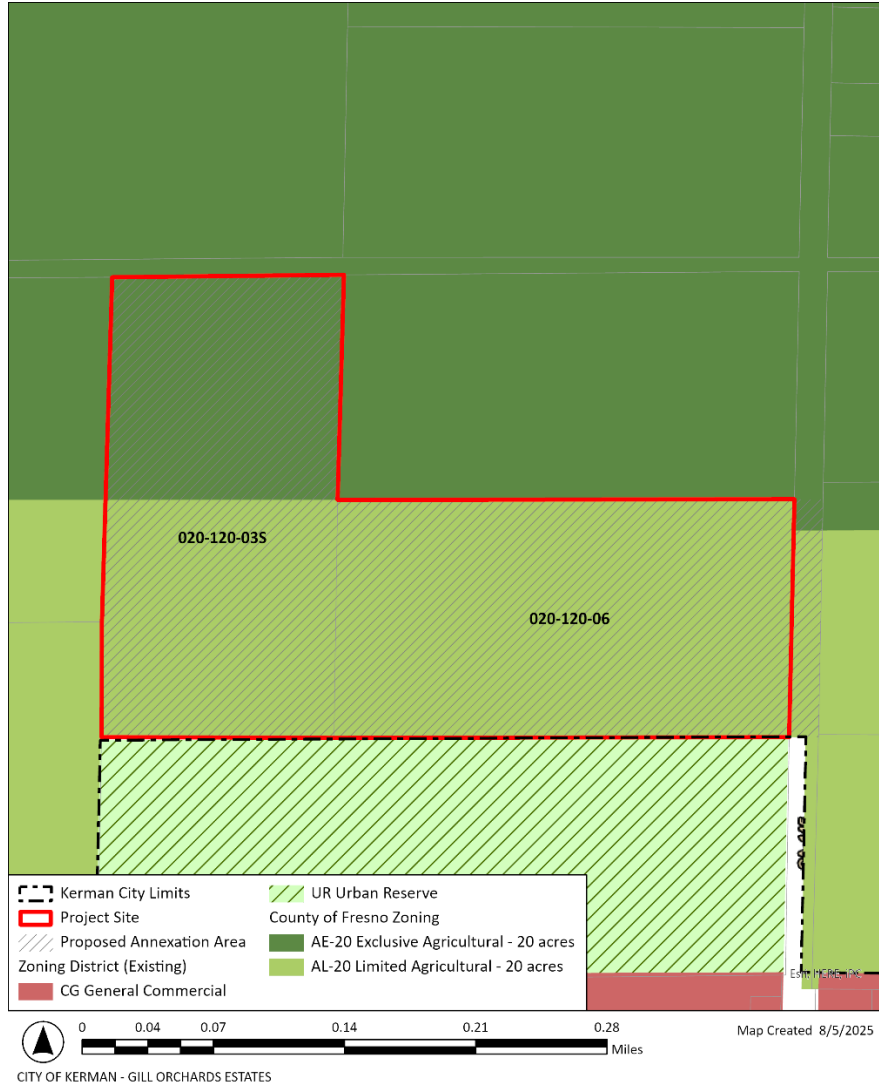 020-120-03S
020-120-06
Kerman City Limits
Project Site
Proposed Annexation Area
Zoning District (Existing)
CG General Commercial
UR Urban Reserve
County of Fresno Zoning
AE-20 Exclusive Agricultural - 20 acres
AL-20 Limited Agricultural - 20 acres
0 0.04 0.07 0.14 0.21 0.28
Miles
Map Created 8/5/2025
CITY OF KERMAN - GILL ORCHARDS ESTATES